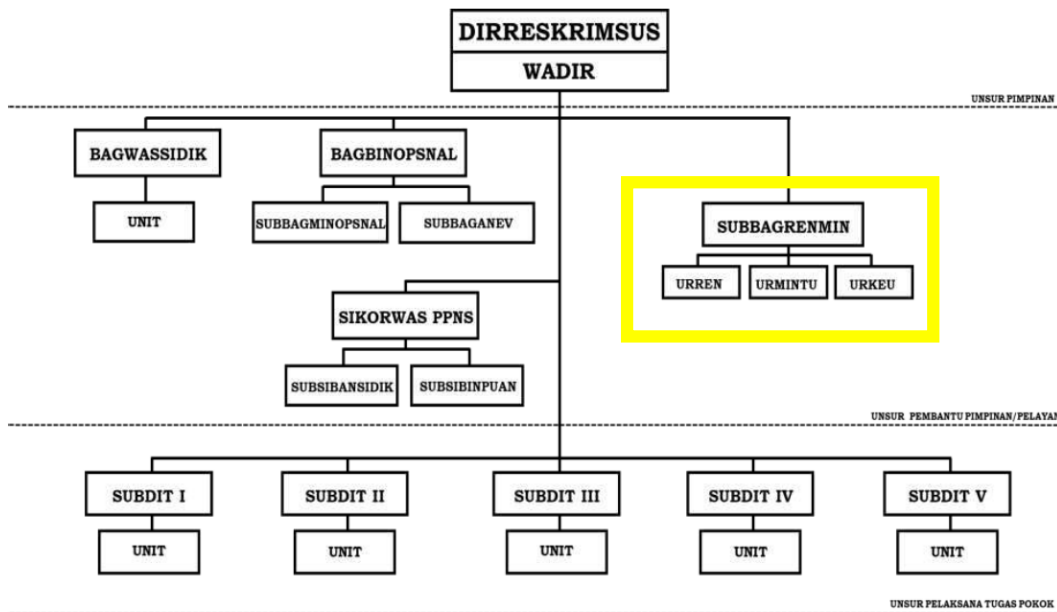 DIRRESKRIMSUS
WADIR
UNSUR PIMPINAN
BAGWASSIDIK
BAGBINOPSNAL
UNIT
SUBBAGMINOPSNAL
SUBBAGANEV
SUBBAGRENMIN
URREN
URMINTU
URKEU
SIKORWAS PPNS
SUBSIBANSIDIK
SUBSIBINPUAN
UNSUR PEMBANTU PIMPINAN/PELAYAN
SUBDIT I
SUBDIT II
SUBDIT III
SUBDIT IV
SUBDIT V
UNIT
UNIT
UNIT
UNIT
UNIT
UNSUR PELAKSANA TUGAS POKOK